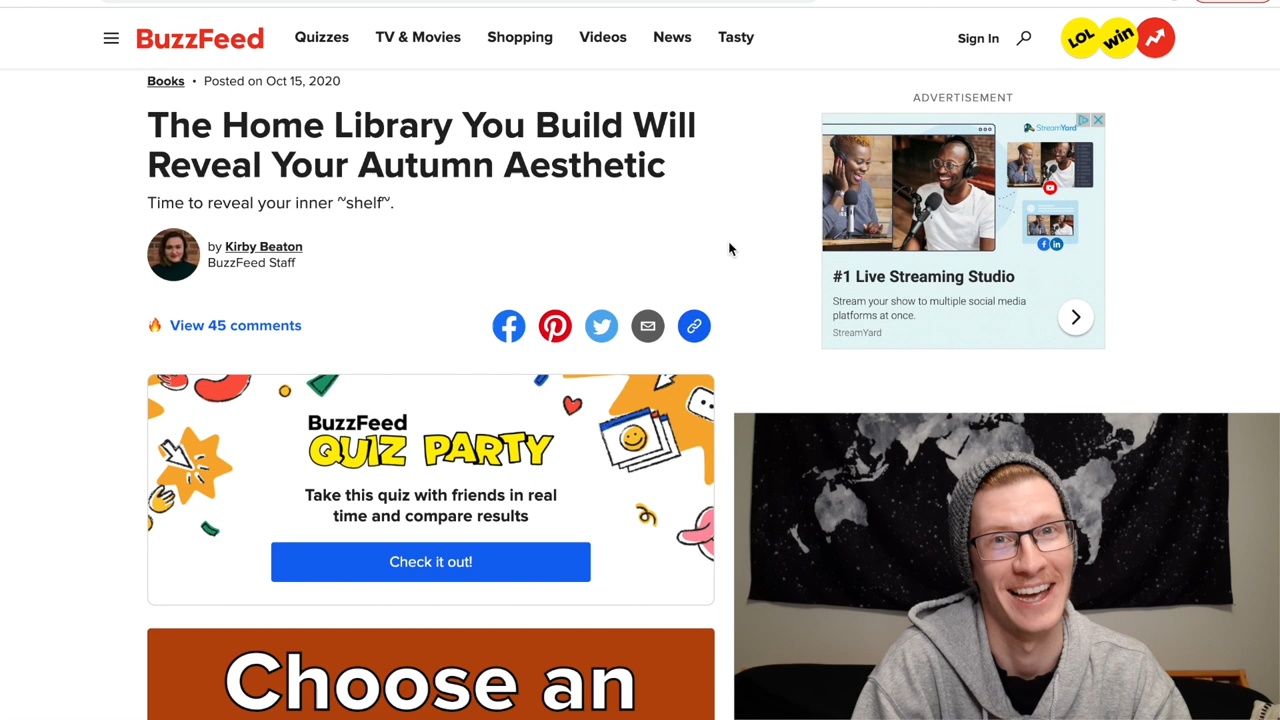 BuzzFeed
Quizzes
TV & Movies
Shopping
Videos
News
Tasty
Sign In
LOL
win
Books • Posted on Oct 15, 2020
The Home Library You Build Will
Reveal Your Autumn Aesthetic
Time to reveal your inner ~shelf~.
by Kirby Beaton
BuzzFeed Staff
View 45 comments
ADVERTISEMENT
StreamYard
#1 Live Streaming Studio
Stream your show to multiple social media
platforms at once.
StreamYard
BuzzFeed
QUIZ PARTY
Take this quiz with friends in real
time and compare results
Check it out!
Choose an